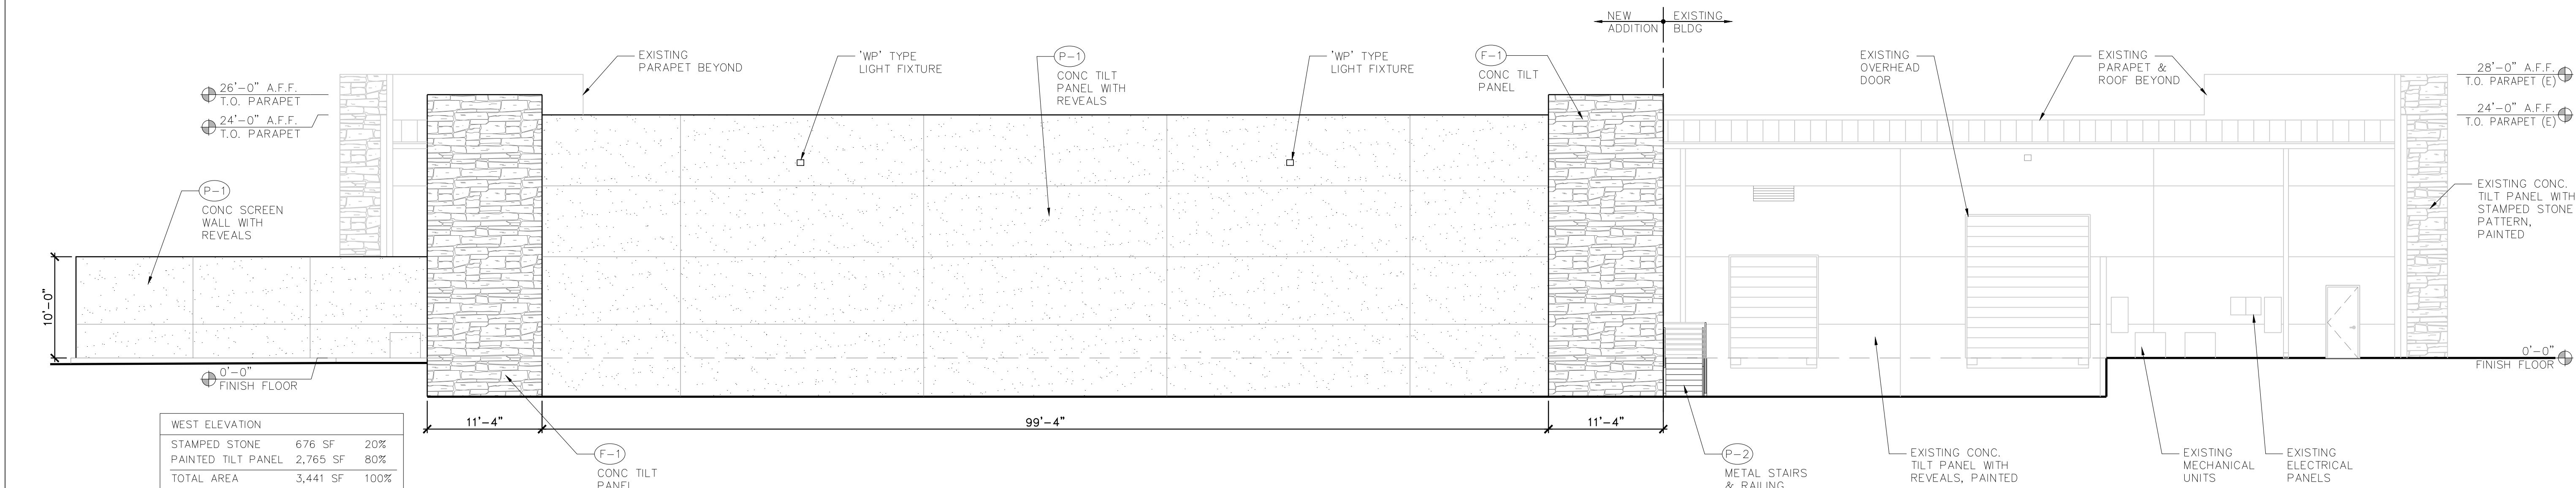 NEW
ADDITION
EXISTING
BLDG
EXISTING
PARAPET BEYOND
'WP' TYPE
LIGHT FIXTURE
P-1
CONC TILT
PANEL WITH
REVEALS
'WP' TYPE
LIGHT FIXTURE
F-1
CONC TILT
PANEL
EXISTING
OVERHEAD
DOOR
EXISTING
PARAPET &
ROOF BEYOND
26'-0" A.F.F.
T.O. PARAPET
24'-0" A.F.F.
T.O. PARAPET
28'-0" A.F.F.
T.O. PARAPET (E)
24'-0" A.F.F.
T.O. PARAPET (E)
P-1
CONC SCREEN
WALL WITH
REVEALS
EXISTING CONC.
TILT PANEL WITH
STAMPED STONE
PATTERN,
PAINTED
10'-0"
0'-0"
FINISH FLOOR
0'-0"
FINISH FLOOR
11'-4"
99'-4"
11'-4"
WEST ELEVATION
STAMPED STONE 676 SF 20%
PAINTED TILT PANEL 2,765 SF 80%
TOTAL AREA 3,441 SF 100%
F-1
CONC TILT
PANEL
P-2
METAL STAIRS
& RAILING
EXISTING CONC.
TILT PANEL WITH
REVEALS, PAINTED
EXISTING
MECHANICAL
UNITS
EXISTING
ELECTRICAL
PANELS